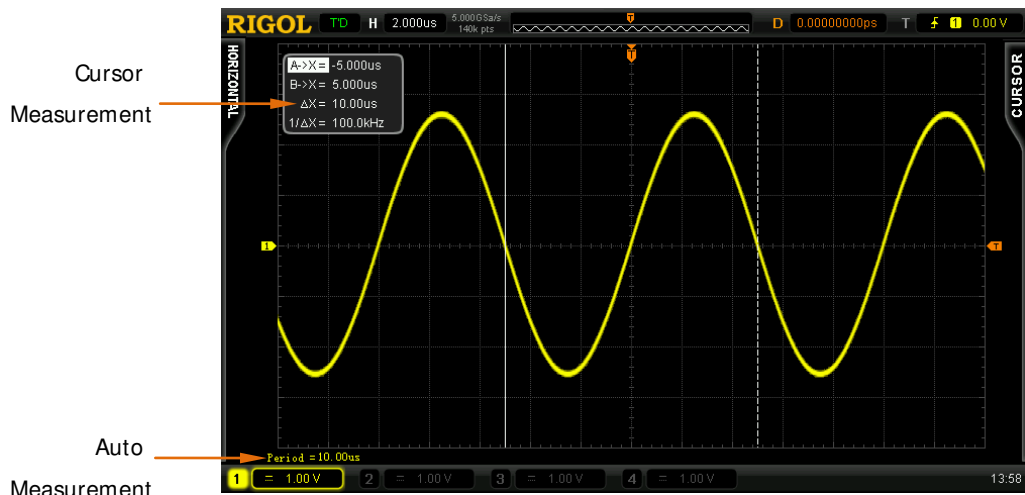 RIGOL T'D H 2.000us 5.000GSa/s 140k pts T D 0.00000000ps T 1 0.00 V
HORIZONTAL
CURSOR
T
Cursor
Measurement
A->X= -5.000us
B->X= 5.000us
△X= 10.00us
1/△X= 100.0kHz
1
T
Auto
Measurement
Period =10.00us
1 = 1.00 V 2 = 1.00 V 3 = 1.00 V 4 = 1.00 V 13:58